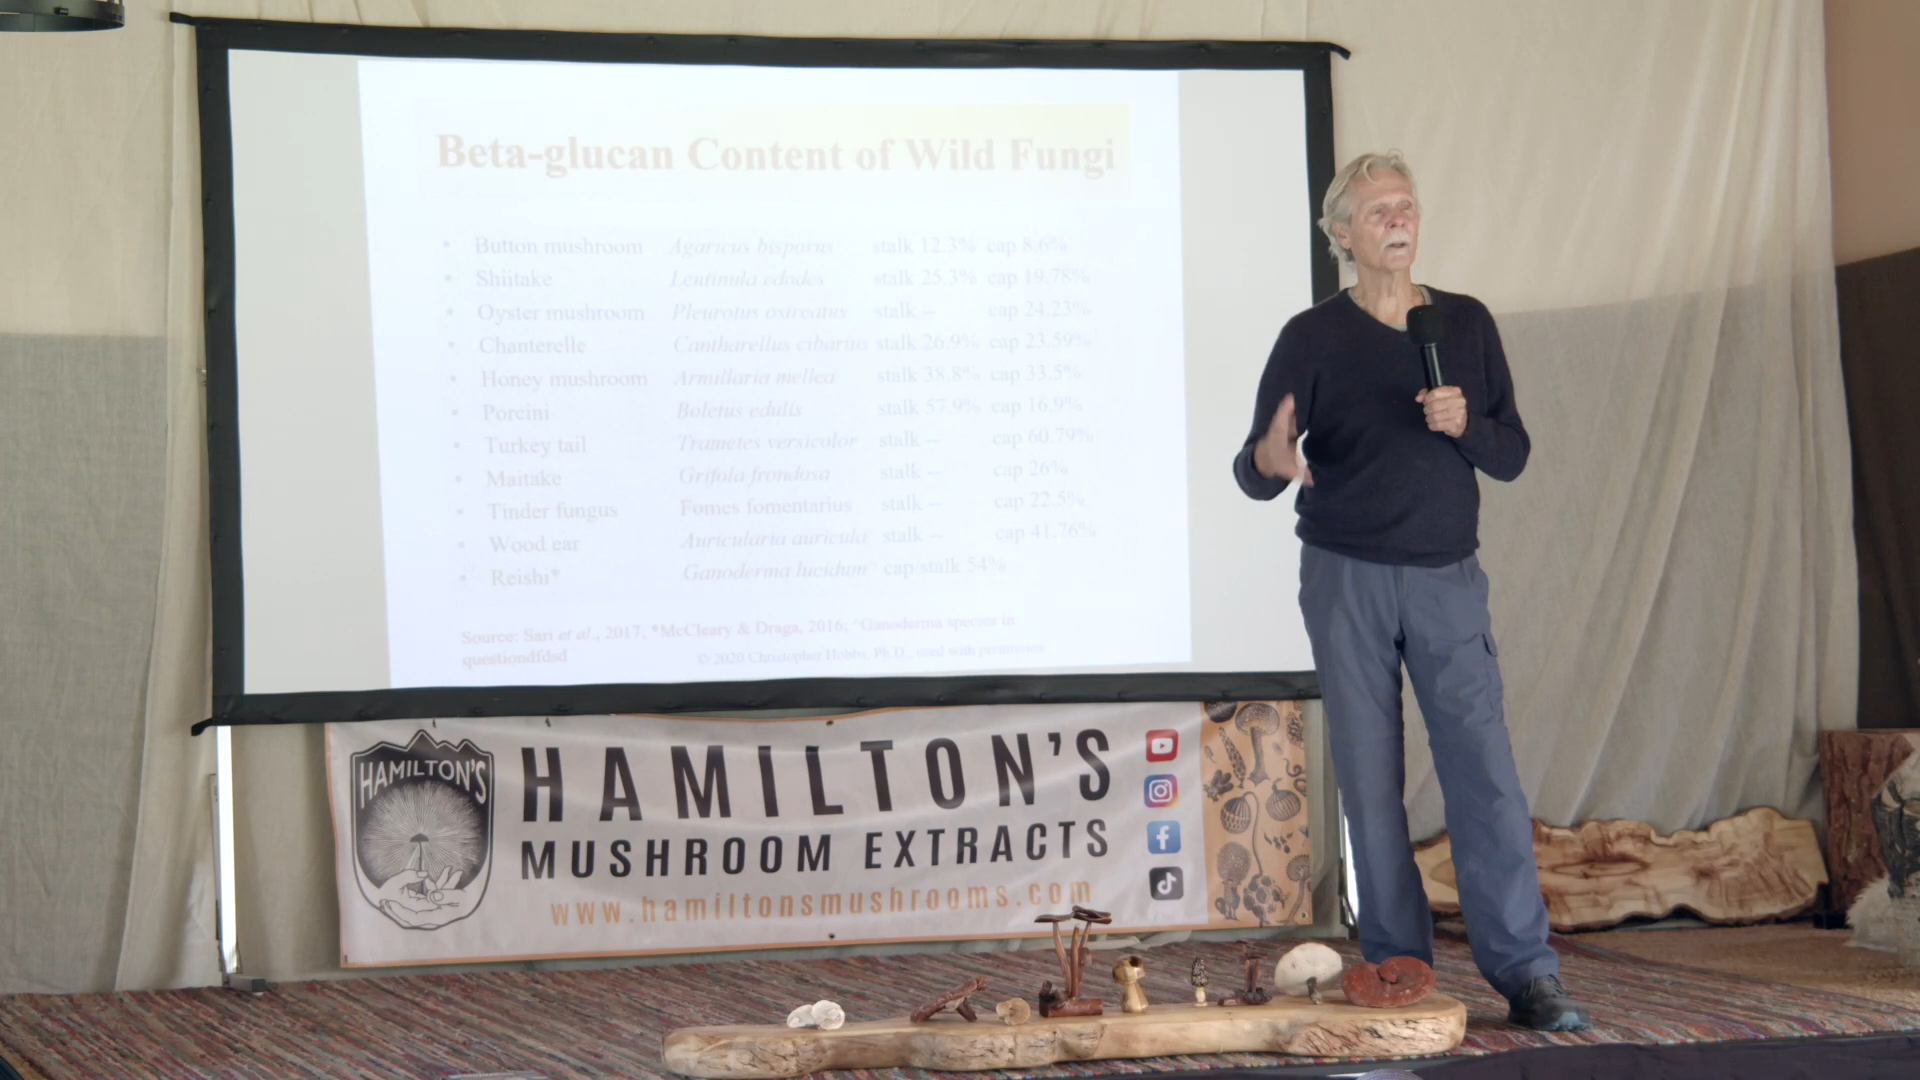 Beta-glucan Content of Wild Fungi
• Button mushroom Agaricus bisporus stalk 12.3% cap 8.6%
• Shiitake Lentinula edodes stalk 25.3% cap 19.78%
• Oyster mushroom Pleurotus ostreatus stalk -- cap 24.23%
• Chanterelle Cantharellus cibarius stalk 26.9% cap 23.59%
• Honey mushroom Armillaria mellea stalk 38.8% cap 33.5%
• Porcini Boletus edulis stalk 57.9% cap 16.9%
• Turkey tail Trametes versicolor stalk -- cap 60.79%
• Maitake Grifola frondosa stalk -- cap 26%
• Tinder fungus Fomes fomentarius stalk -- cap 22.5%
• Wood ear Auricularia auricula stalk -- cap 41.76%
• Reishi* Ganoderma lucidum^ cap/stalk 54%
Source: Sari et al., 2017, *McCleary & Draga, 2016; ^Ganoderma species in
questiondfdsd
© 2020 Christopher Hobbs, Ph.D., used with permission
HAMILTON'S
HAMILTON'S
MUSHROOM EXTRACTS
www.hamiltonsmushrooms.com